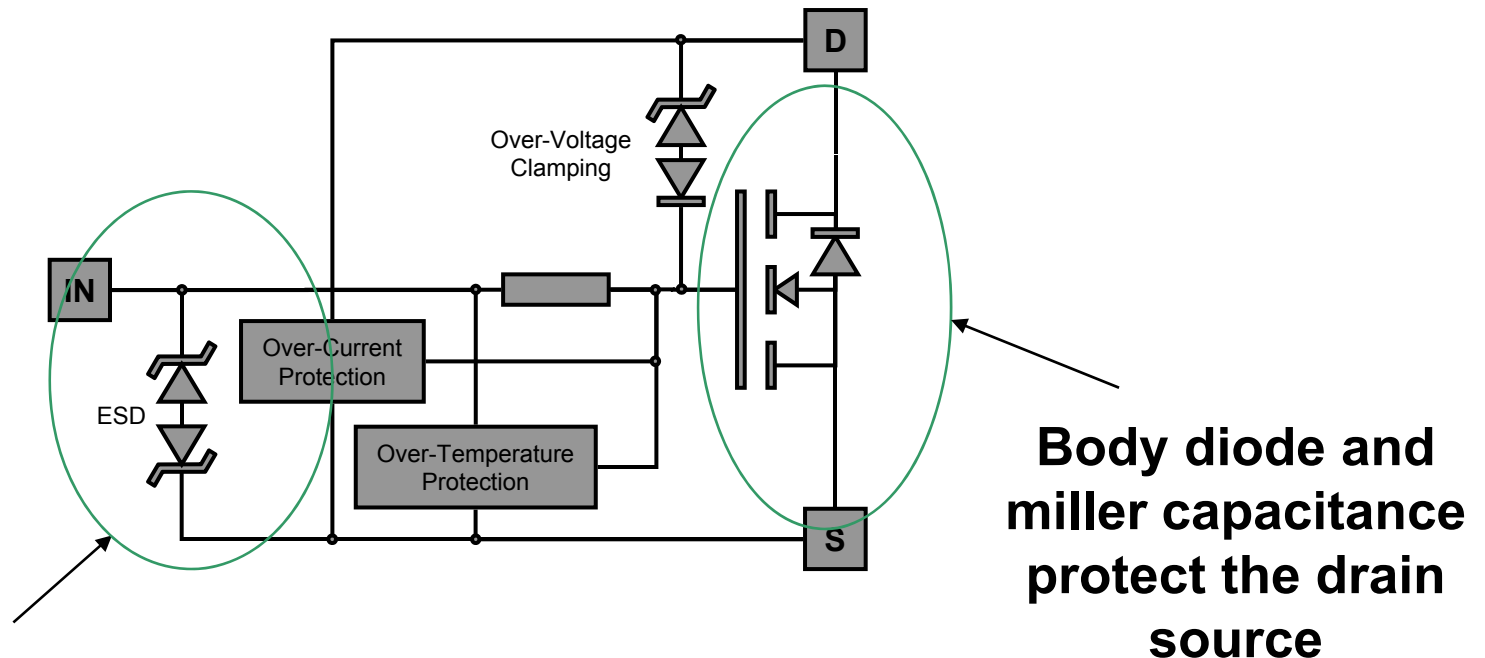 D
Over-Voltage
Clamping
IN
Over-Current
Protection
ESD
Over-Temperature
Protection
S
Body diode and
miller capacitance
protect the drain
source